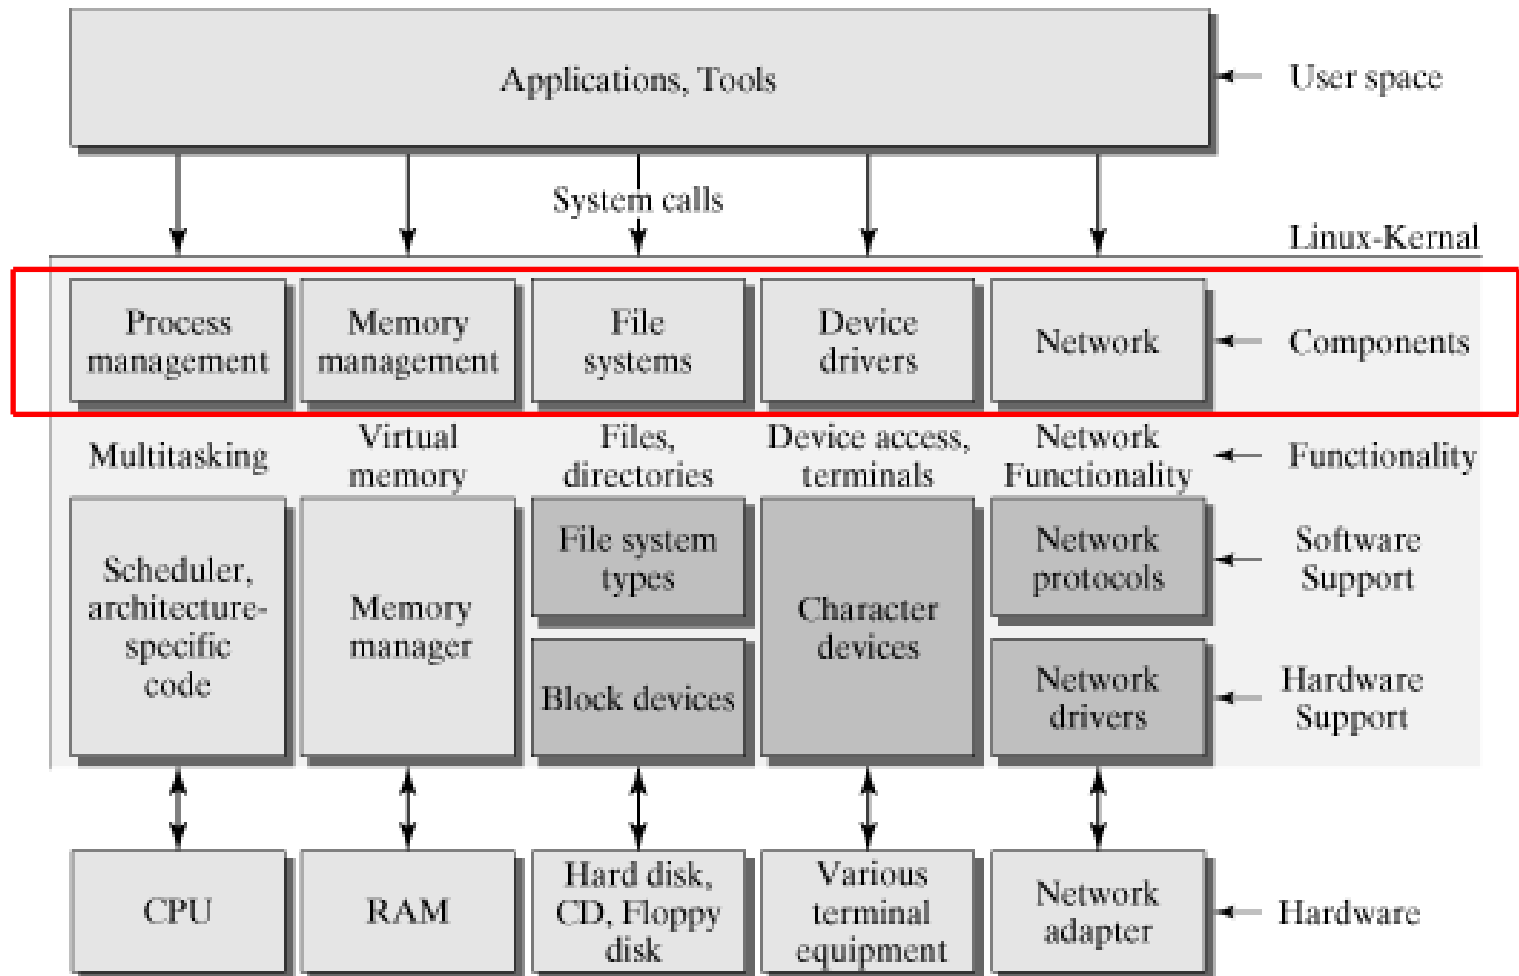 Applications, Tools
User space
System calls
Linux-Kernal
Process
management
Memory
management
File
systems
Device
drivers
Network
Components
Multitasking
Virtual
memory
Files,
directories
Device access,
terminals
Network
Functionality
Functionality
Scheduler,
architecture-
specific
code
Memory
manager
File system
types
Block devices
Character
devices
Network
protocols
Network
drivers
Software
Support
Hardware
Support
CPU
RAM
Hard disk,
CD, Floppy
disk
Various
terminal
equipment
Network
adapter
Hardware